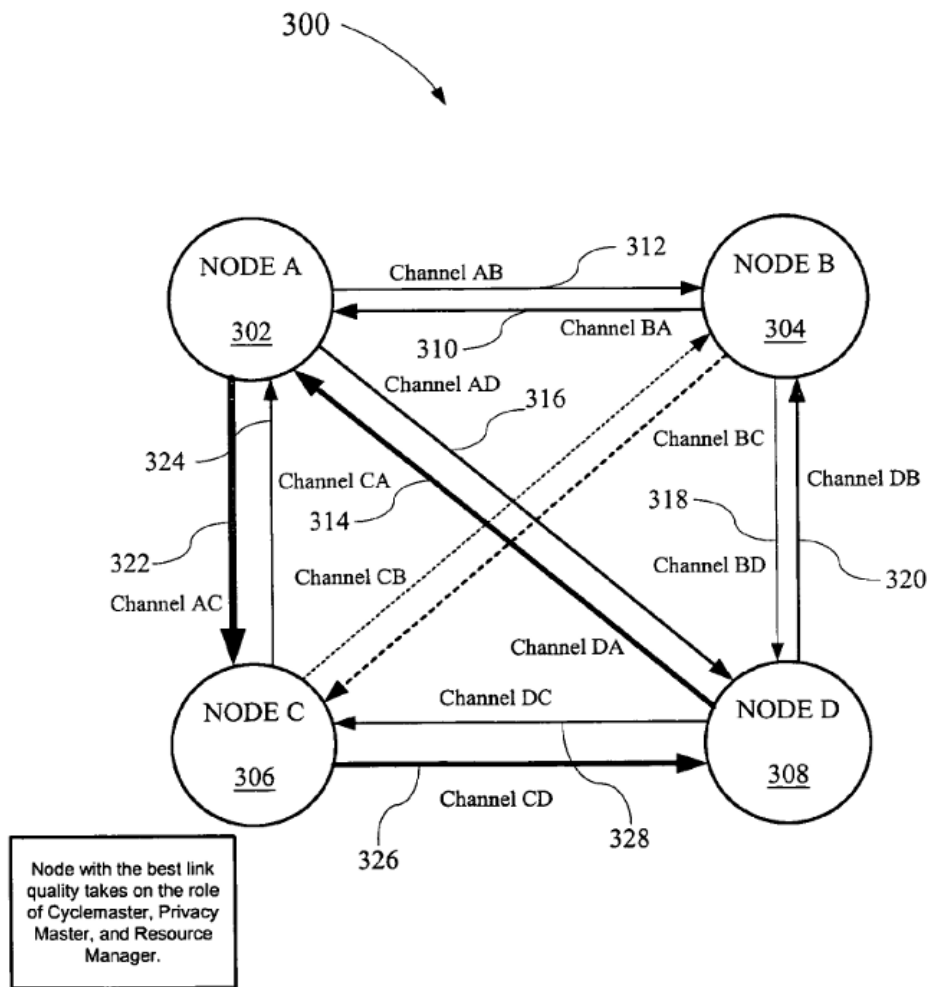 300
NODE A
302
NODE B
304
Channel AB
312
310
Channel BA
Channel AD
316
324
Channel CA
314
Channel BC
Channel DB
318
322
Channel CB
Channel BD
320
Channel AC
Channel DA
NODE C
306
Channel DC
NODE D
308
Channel CD
326
328
Node with the best link
quality takes on the role
of Cyclemaster, Privacy
Master, and Resource
Manager.